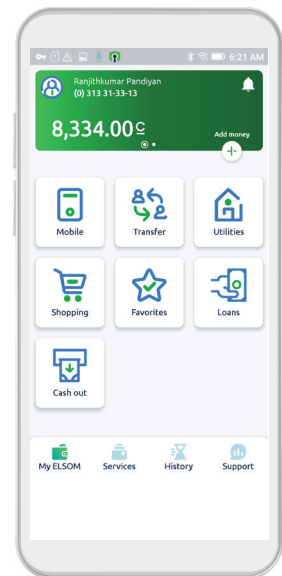 6:21 AM
Ranjithkumar Pandiyan
(0) 313 31-33-13
8,334.00 С
Add money
Mobile
Transfer
Utilities
Shopping
Favorites
Loans
Cash out
My ELSOM
Services
History
Support